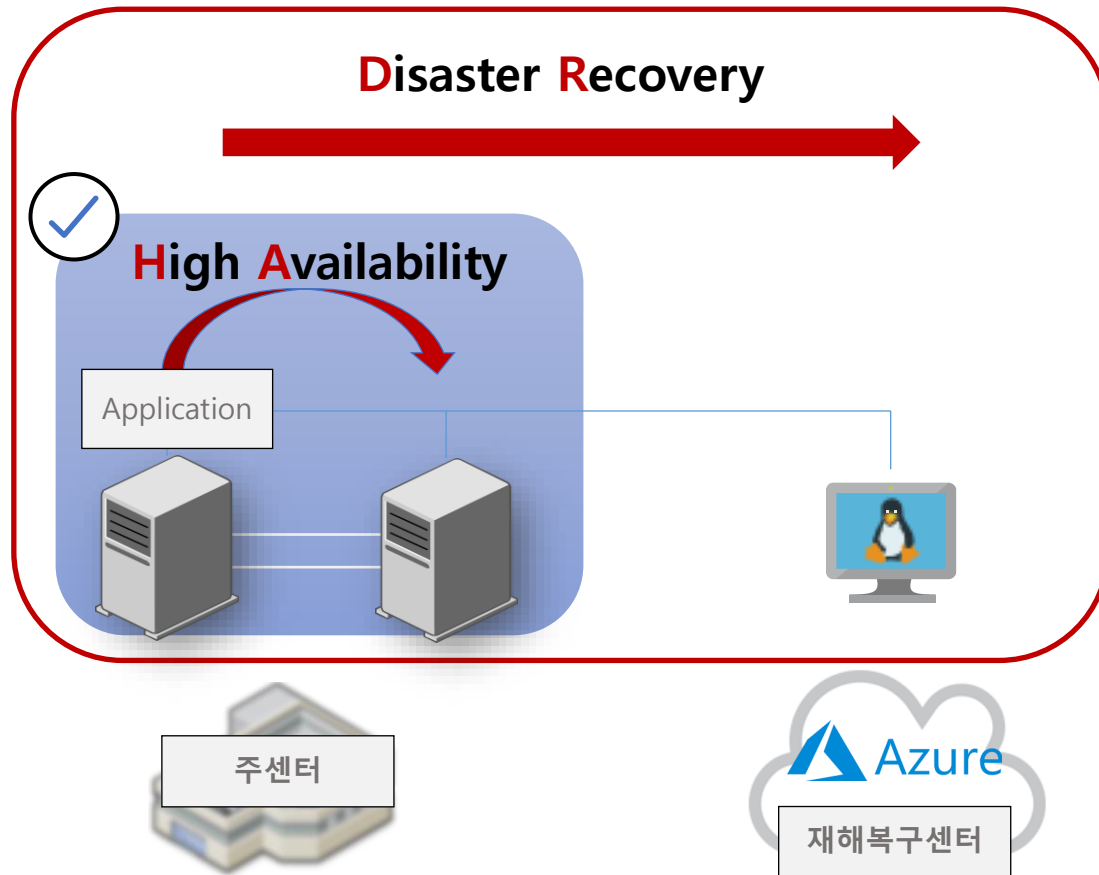 Disaster Recovery
High Availability
Application
주센터
Azure
재해복구센터